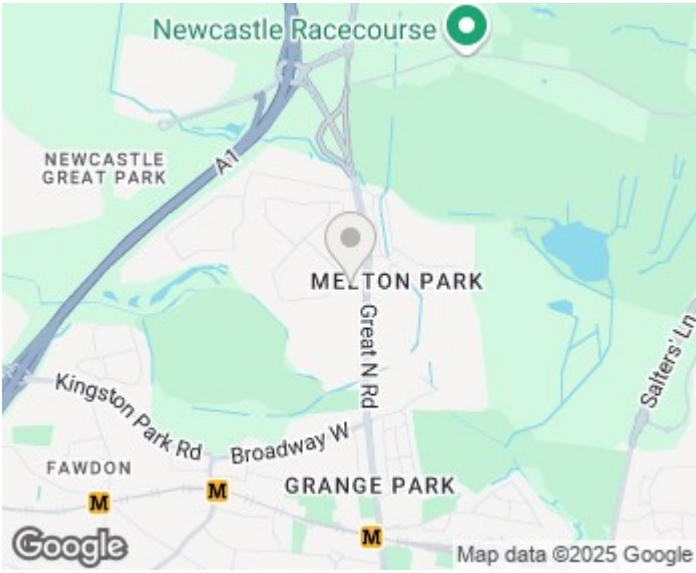 Newcastle Racecourse
NEWCASTLE
GREAT PARK
A1
MELTON PARK
Great N Rd
Salters' Ln
Kingston Park Rd
Broadway W
FAWDON
GRANGE PARK
M
M
M
Google
Map data ©2025 Google